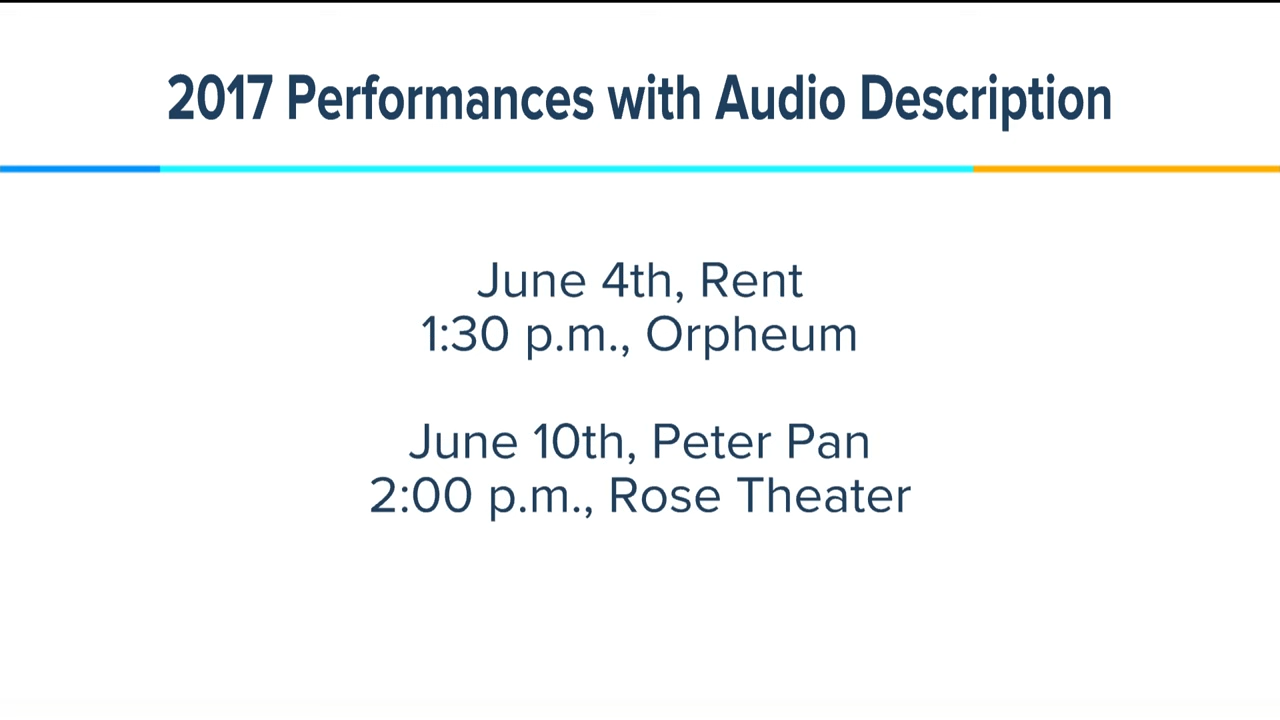 2017 Performances with Audio Description
June 4th, Rent
1:30 p.m., Orpheum
June 10th, Peter Pan
2:00 p.m., Rose Theater